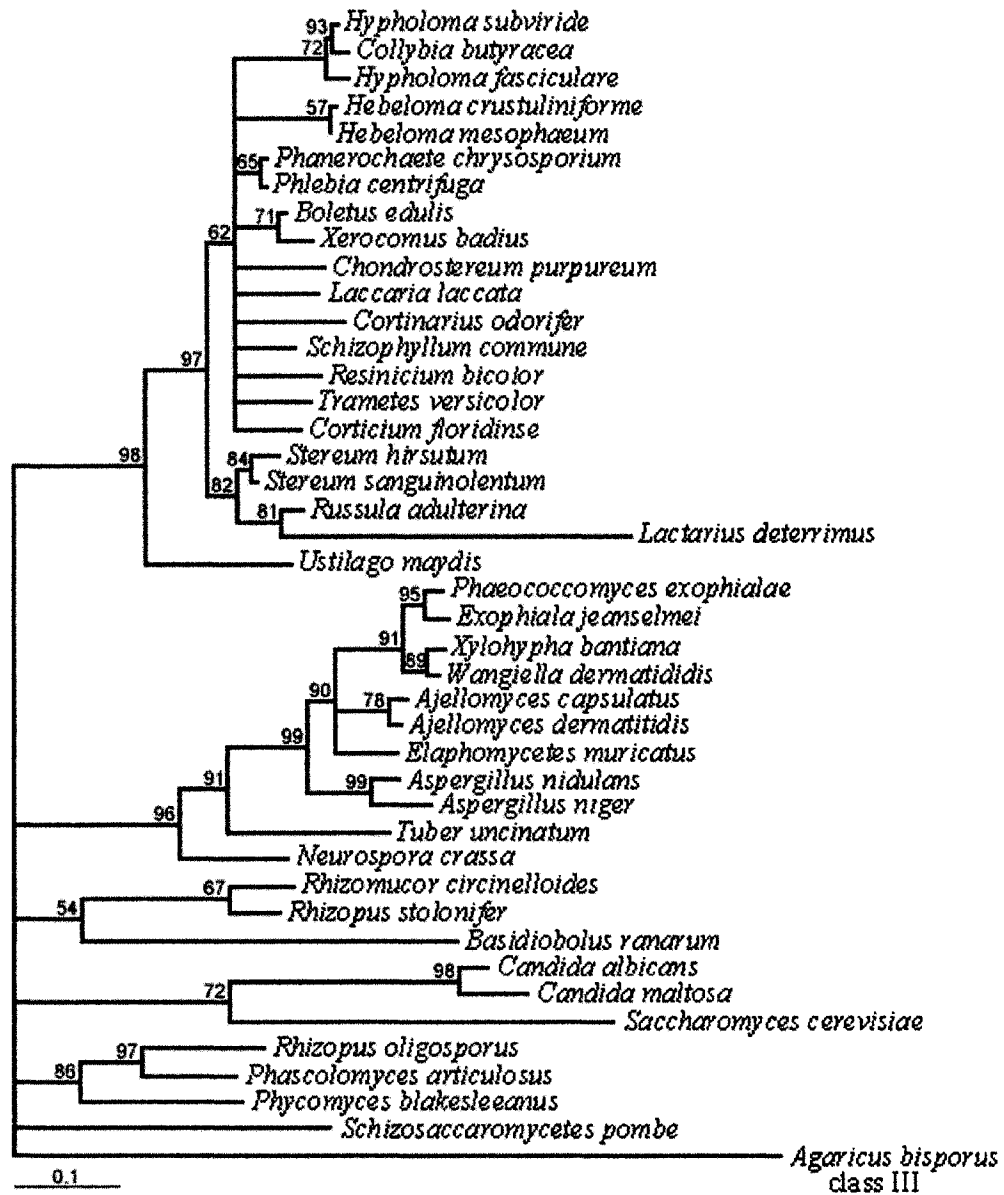 93 Hypholoma subviride
72 Collybia butyracea
Hypholoma fasciculare
57 Hebeloma crustuliniforme
Hebeloma mesophaeum
65 Phanerochaete chrysosporium
Phlebia centrifuga
71 Boletus edulis
62 Xerocomus badius
Chondrostereum purpureum
Laccaria laccata
Cortinarius odorifer
97 Schizophyllum commune
Resinicium bicolor
Trametes versicolor
Corticium floridinse
98 84 Stereum hirsutum
82 Stereum sanguinolentum
81 Russula adulterina
Lactarius deterrimus
Ustilago maydis
95 Phaeococcomyces exophialae
Exophiala jeanselmei
91 Xylohypha bantiana
89 Wangiella dermatididis
90 78 Ajellomyces capsulatus
Ajellomyces dermatitidis
99 Elaphomycetes muricatus
91 99 Aspergillus nidulans
96 Aspergillus niger
Tuber uncinatum
Neurospora crassa
67 Rhizomucor circinelloides
54 Rhizopus stolonifer
Basidiobolus ranarum
98 Candida albicans
72 Candida maltosa
Saccharomyces cerevisiae
97 Rhizopus oligosporus
86 Phascolomyces articulosus
Phycomyces blakesleeanus
Schizosaccaromycetes pombe
Agaricus bisporus
0.1 class III